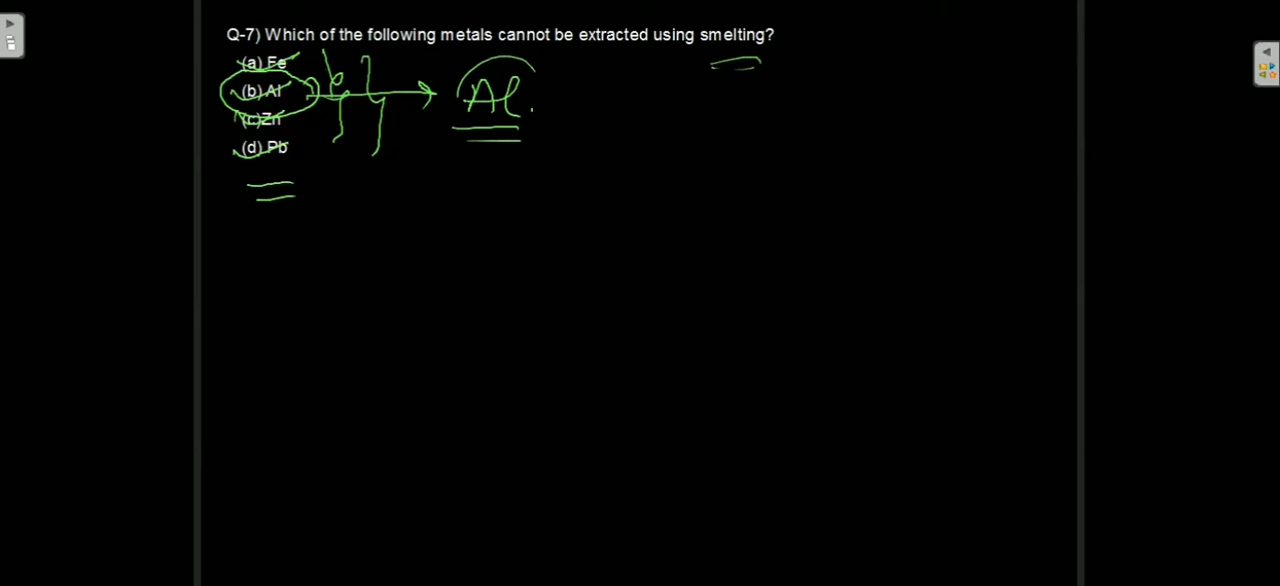 Q-7) Which of the following metals cannot be extracted using smelting?
(a) Fe
(b) Al
Al
(c) Zn
(d) Pb